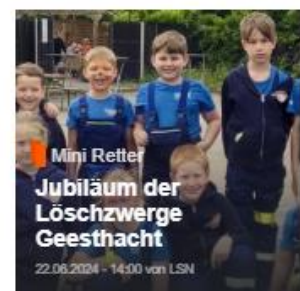 Mini Retter
Jubiläum der
Löschzwerge
Geesthacht
22.06.2024 - 14:00 von LSN